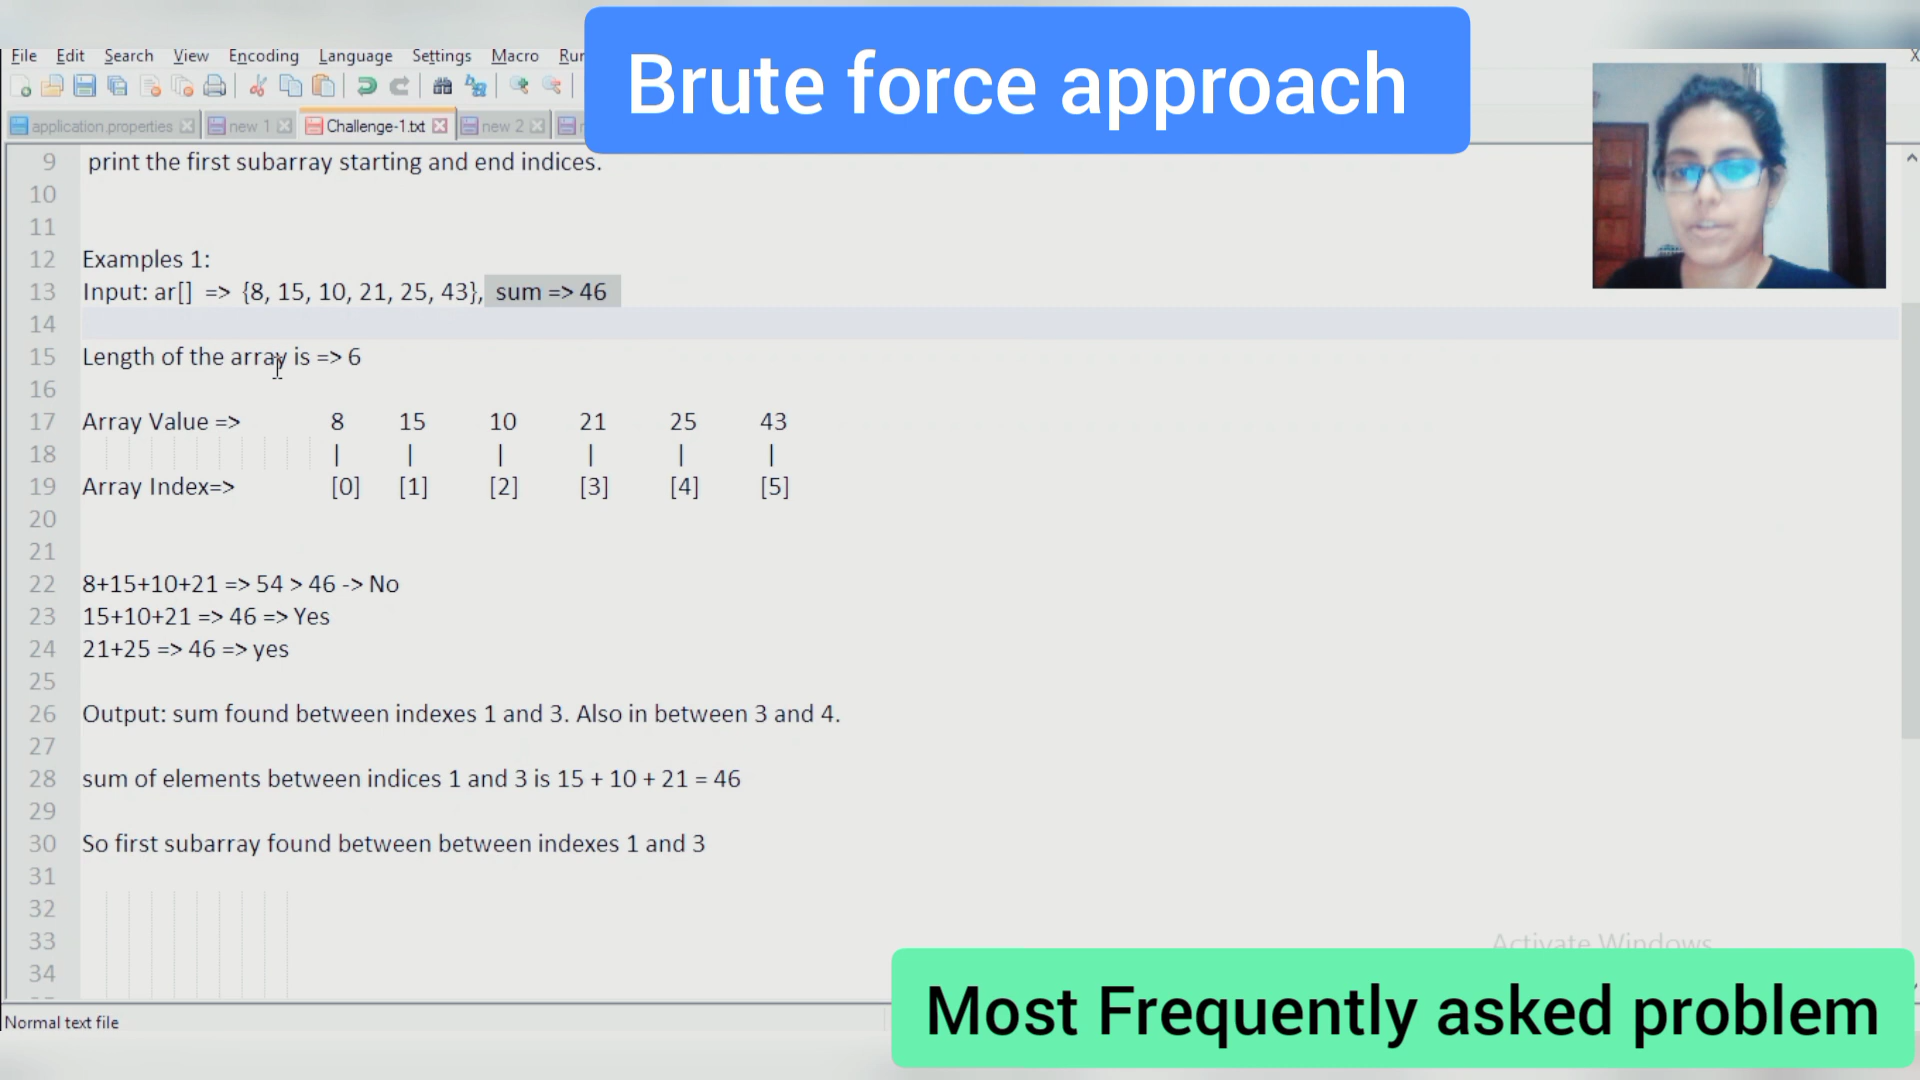 Brute force approach
File Edit Search View Encoding Language Settings Macro
application.properties new 1 Challenge-1.txt new 2
9 print the first subarray starting and end indices.
10
11
12 Examples 1:
13 Input: ar[] => {8, 15, 10, 21, 25, 43}, sum => 46
14
15 Length of the array is => 6
16
17 Array Value => 8 15 10 21 25 43
18 | | | | | |
19 Array Index=> [0] [1] [2] [3] [4] [5]
20
21
22 8+15+10+21 => 54 > 46 -> No
23 15+10+21 => 46 => Yes
24 21+25 => 46 => yes
25
26 Output: sum found between indexes 1 and 3. Also in between 3 and 4.
27
28 sum of elements between indices 1 and 3 is 15 + 10 + 21 = 46
29
30 So first subarray found between between indexes 1 and 3
31
32
33
34
Activate Windows
Most Frequently asked problem
Normal text file